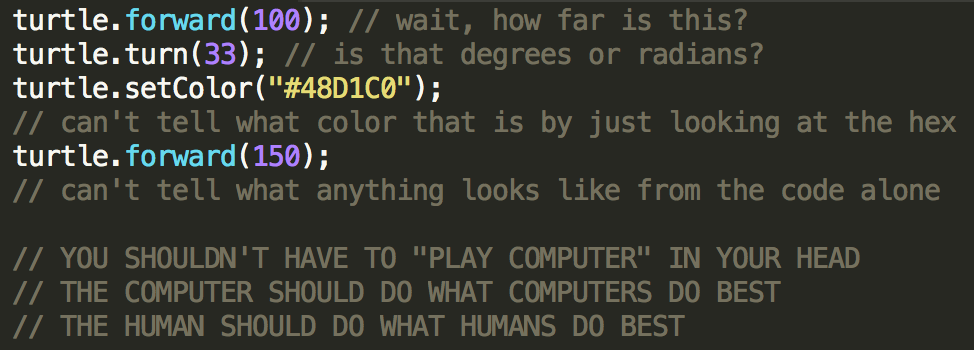 turtle.forward(100); // wait, how far is this?
turtle.turn(33); // is that degrees or radians?
turtle.setColor("#48D1C0");
// can't tell what color that is by just looking at the hex
turtle.forward(150);
// can't tell what anything looks like from the code alone
// YOU SHOULDN'T HAVE TO "PLAY COMPUTER" IN YOUR HEAD
// THE COMPUTER SHOULD DO WHAT COMPUTERS DO BEST
// THE HUMAN SHOULD DO WHAT HUMANS DO BEST